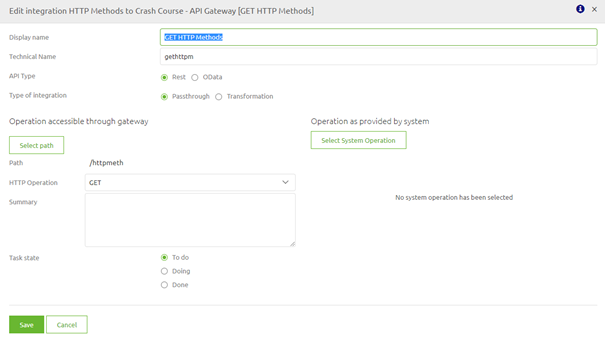 Edit integration HTTP Methods to Crash Course - API Gateway [GET HTTP Methods]
Display name
GET HTTP Methods
Technical Name
gethttpm
API Type
Rest OData
Type of integration
Passthrough Transformation
Operation accessible through gateway
Operation as provided by system
Select path
Select System Operation
Path
/httpmeth
HTTP Operation
GET
No system operation has been selected
Summary
Task state
To do
Doing
Done
Save
Cancel